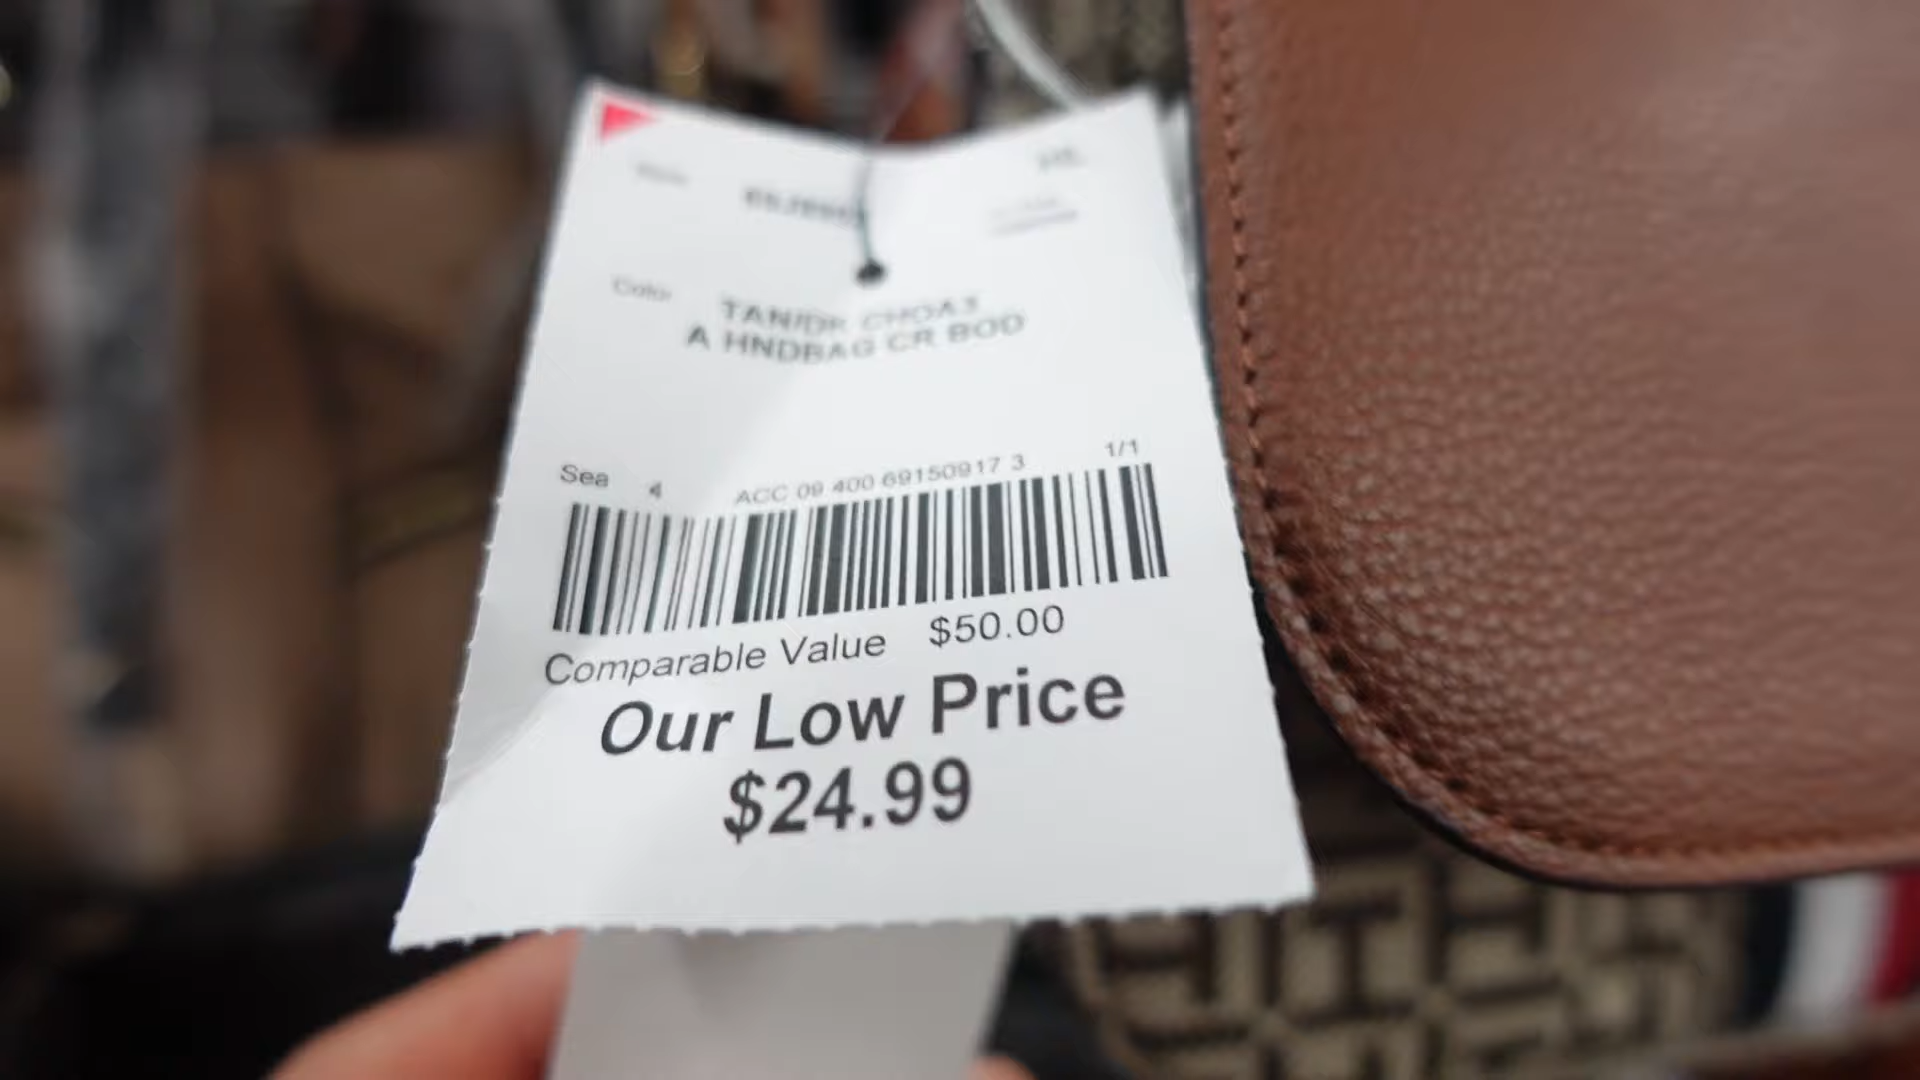 Color
TAN/DK CHOA3
A HNDBAG CR BOD
Sea 4 ACC 09 400 69150917 3 1/1
Comparable Value $50.00
Our Low Price
$24.99